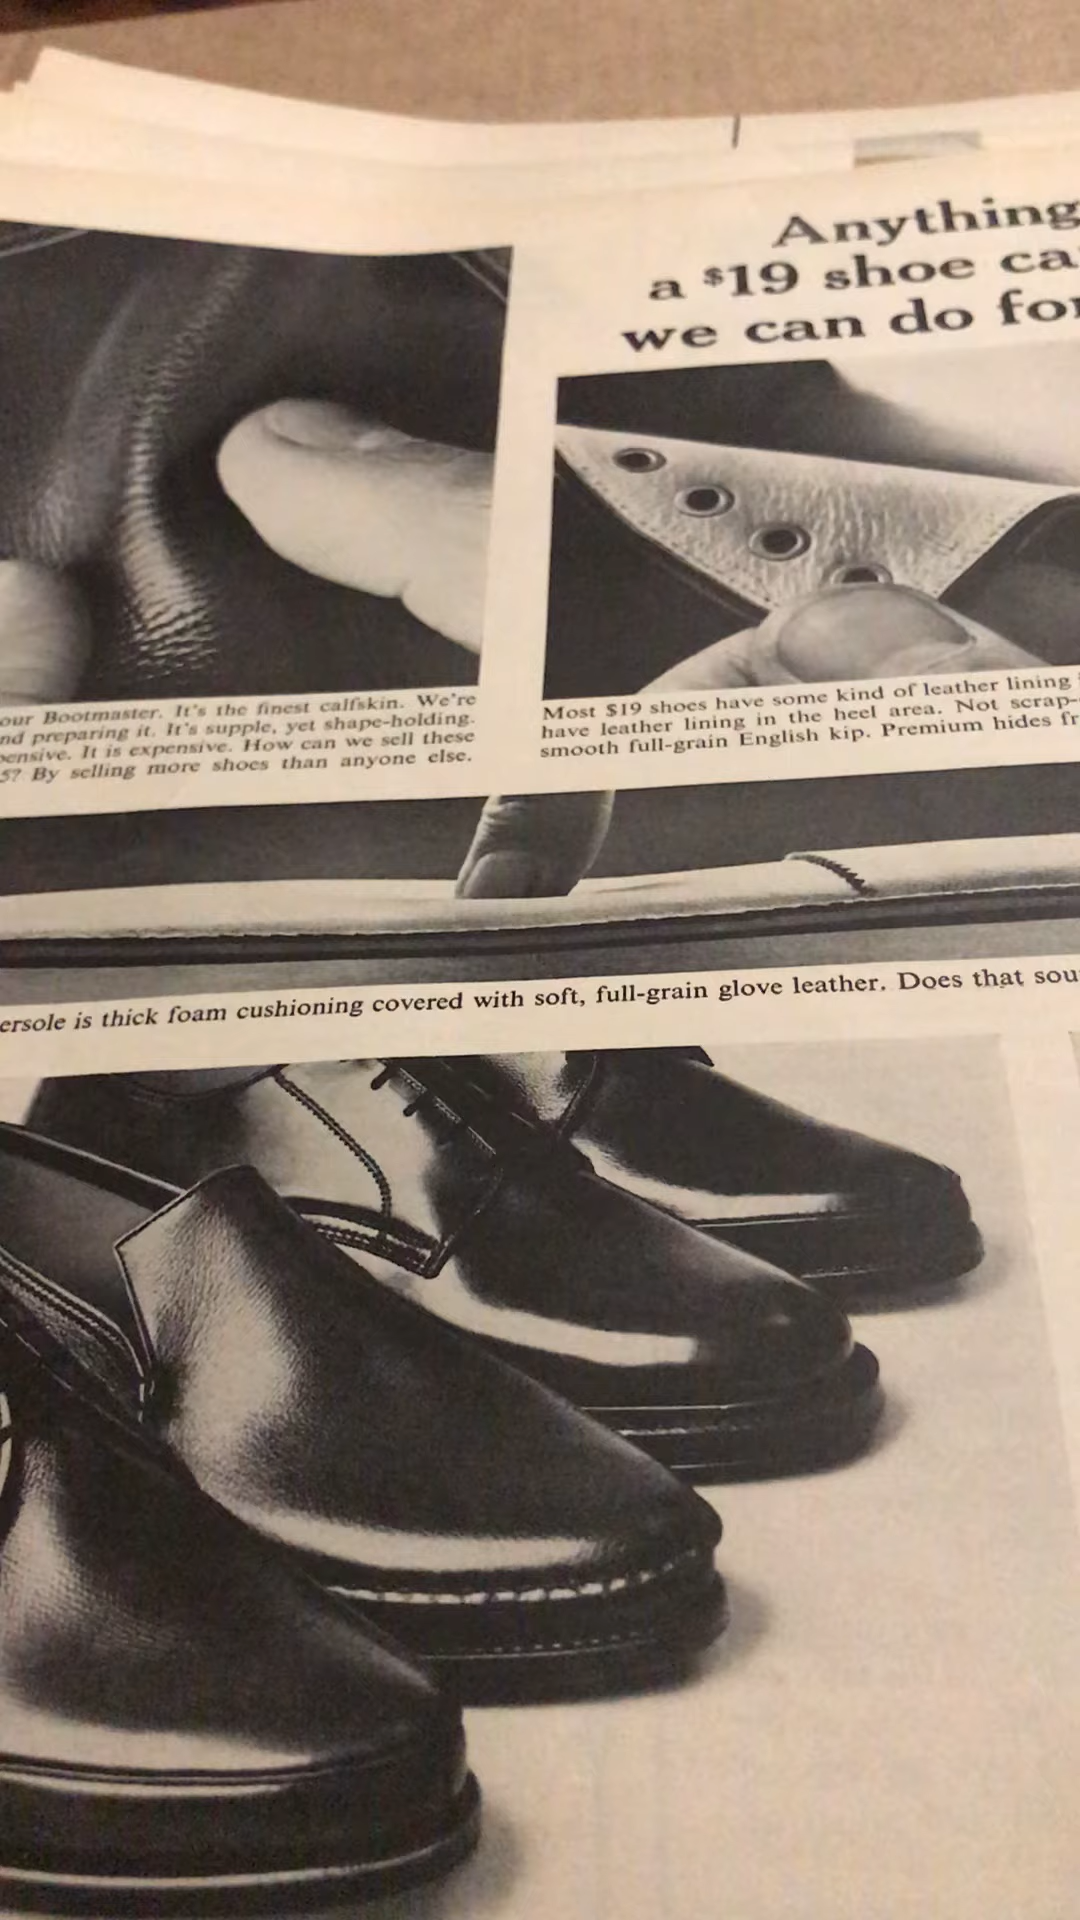 Anything
a $19 shoe ca
we can do for
our Bootmaster. It's the finest calfskin. We're
nd preparing it. It's supple, yet shape-holding.
pensive. It is expensive. How can we sell these
5? By selling more shoes than anyone else.
Most $19 shoes have some kind of leather lining
have leather lining in the heel area. Not scrap-
smooth full-grain English kip. Premium hides fr
ersole is thick foam cushioning covered with soft, full-grain glove leather. Does that sou